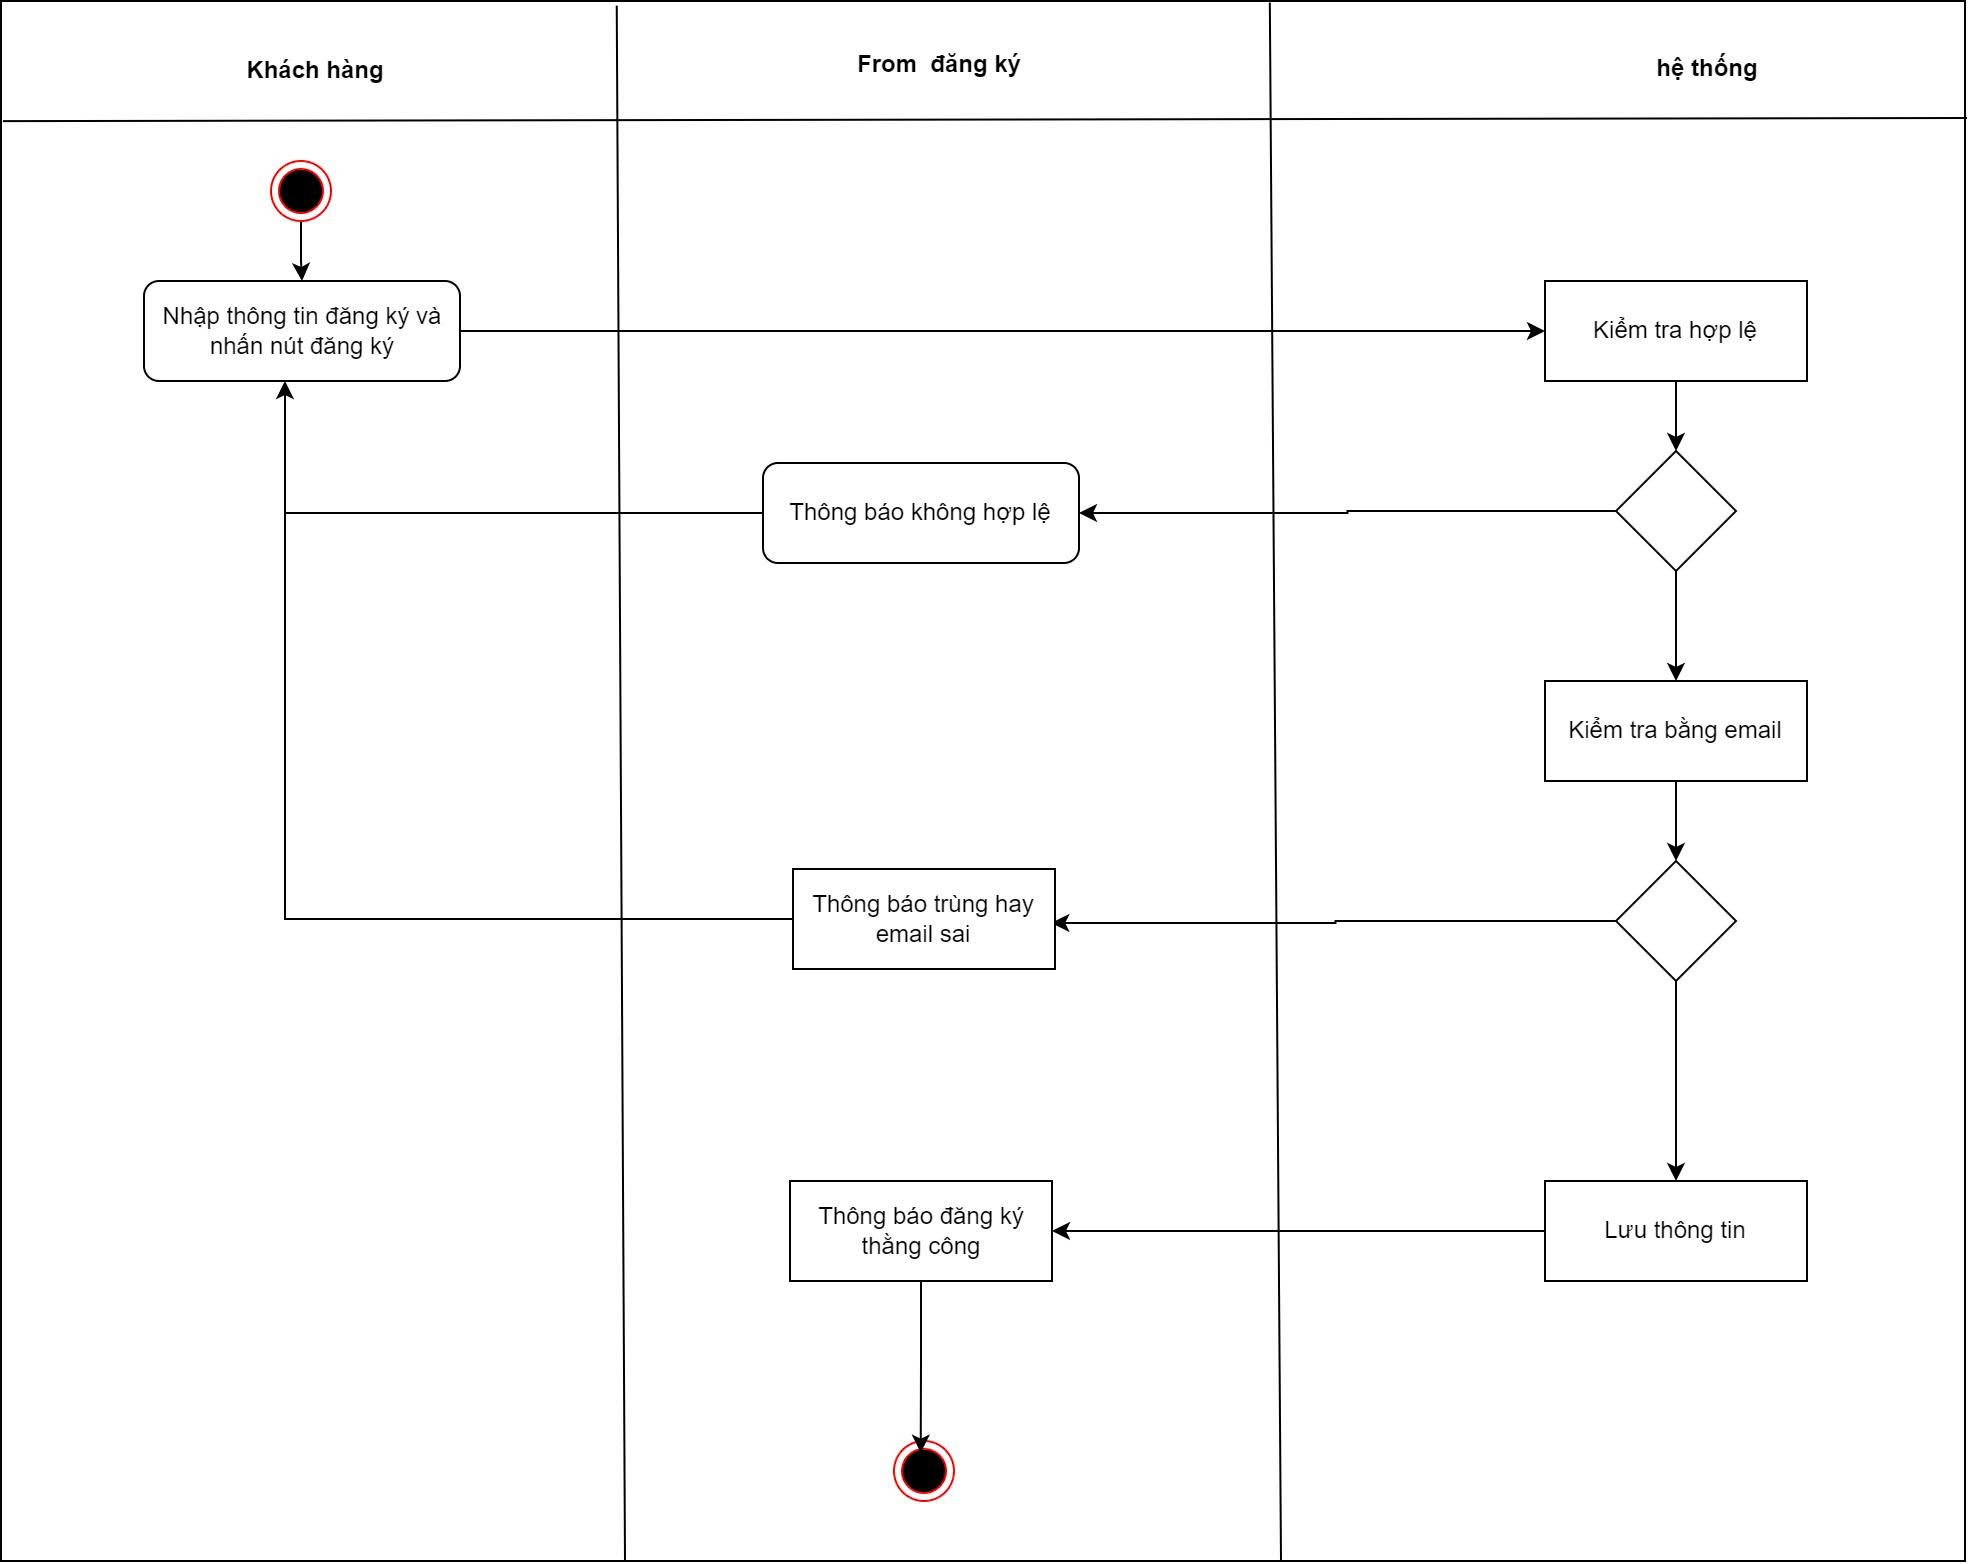 Khách hàng
From  đăng ký
hệ thống
Nhập thông tin đăng ký và
nhấn nút đăng ký
Kiểm tra hợp lệ
Thông báo không hợp lệ
Kiểm tra bằng email
Thông báo trùng hay
email sai
Thông báo đăng ký
thằng công
Lưu thông tin